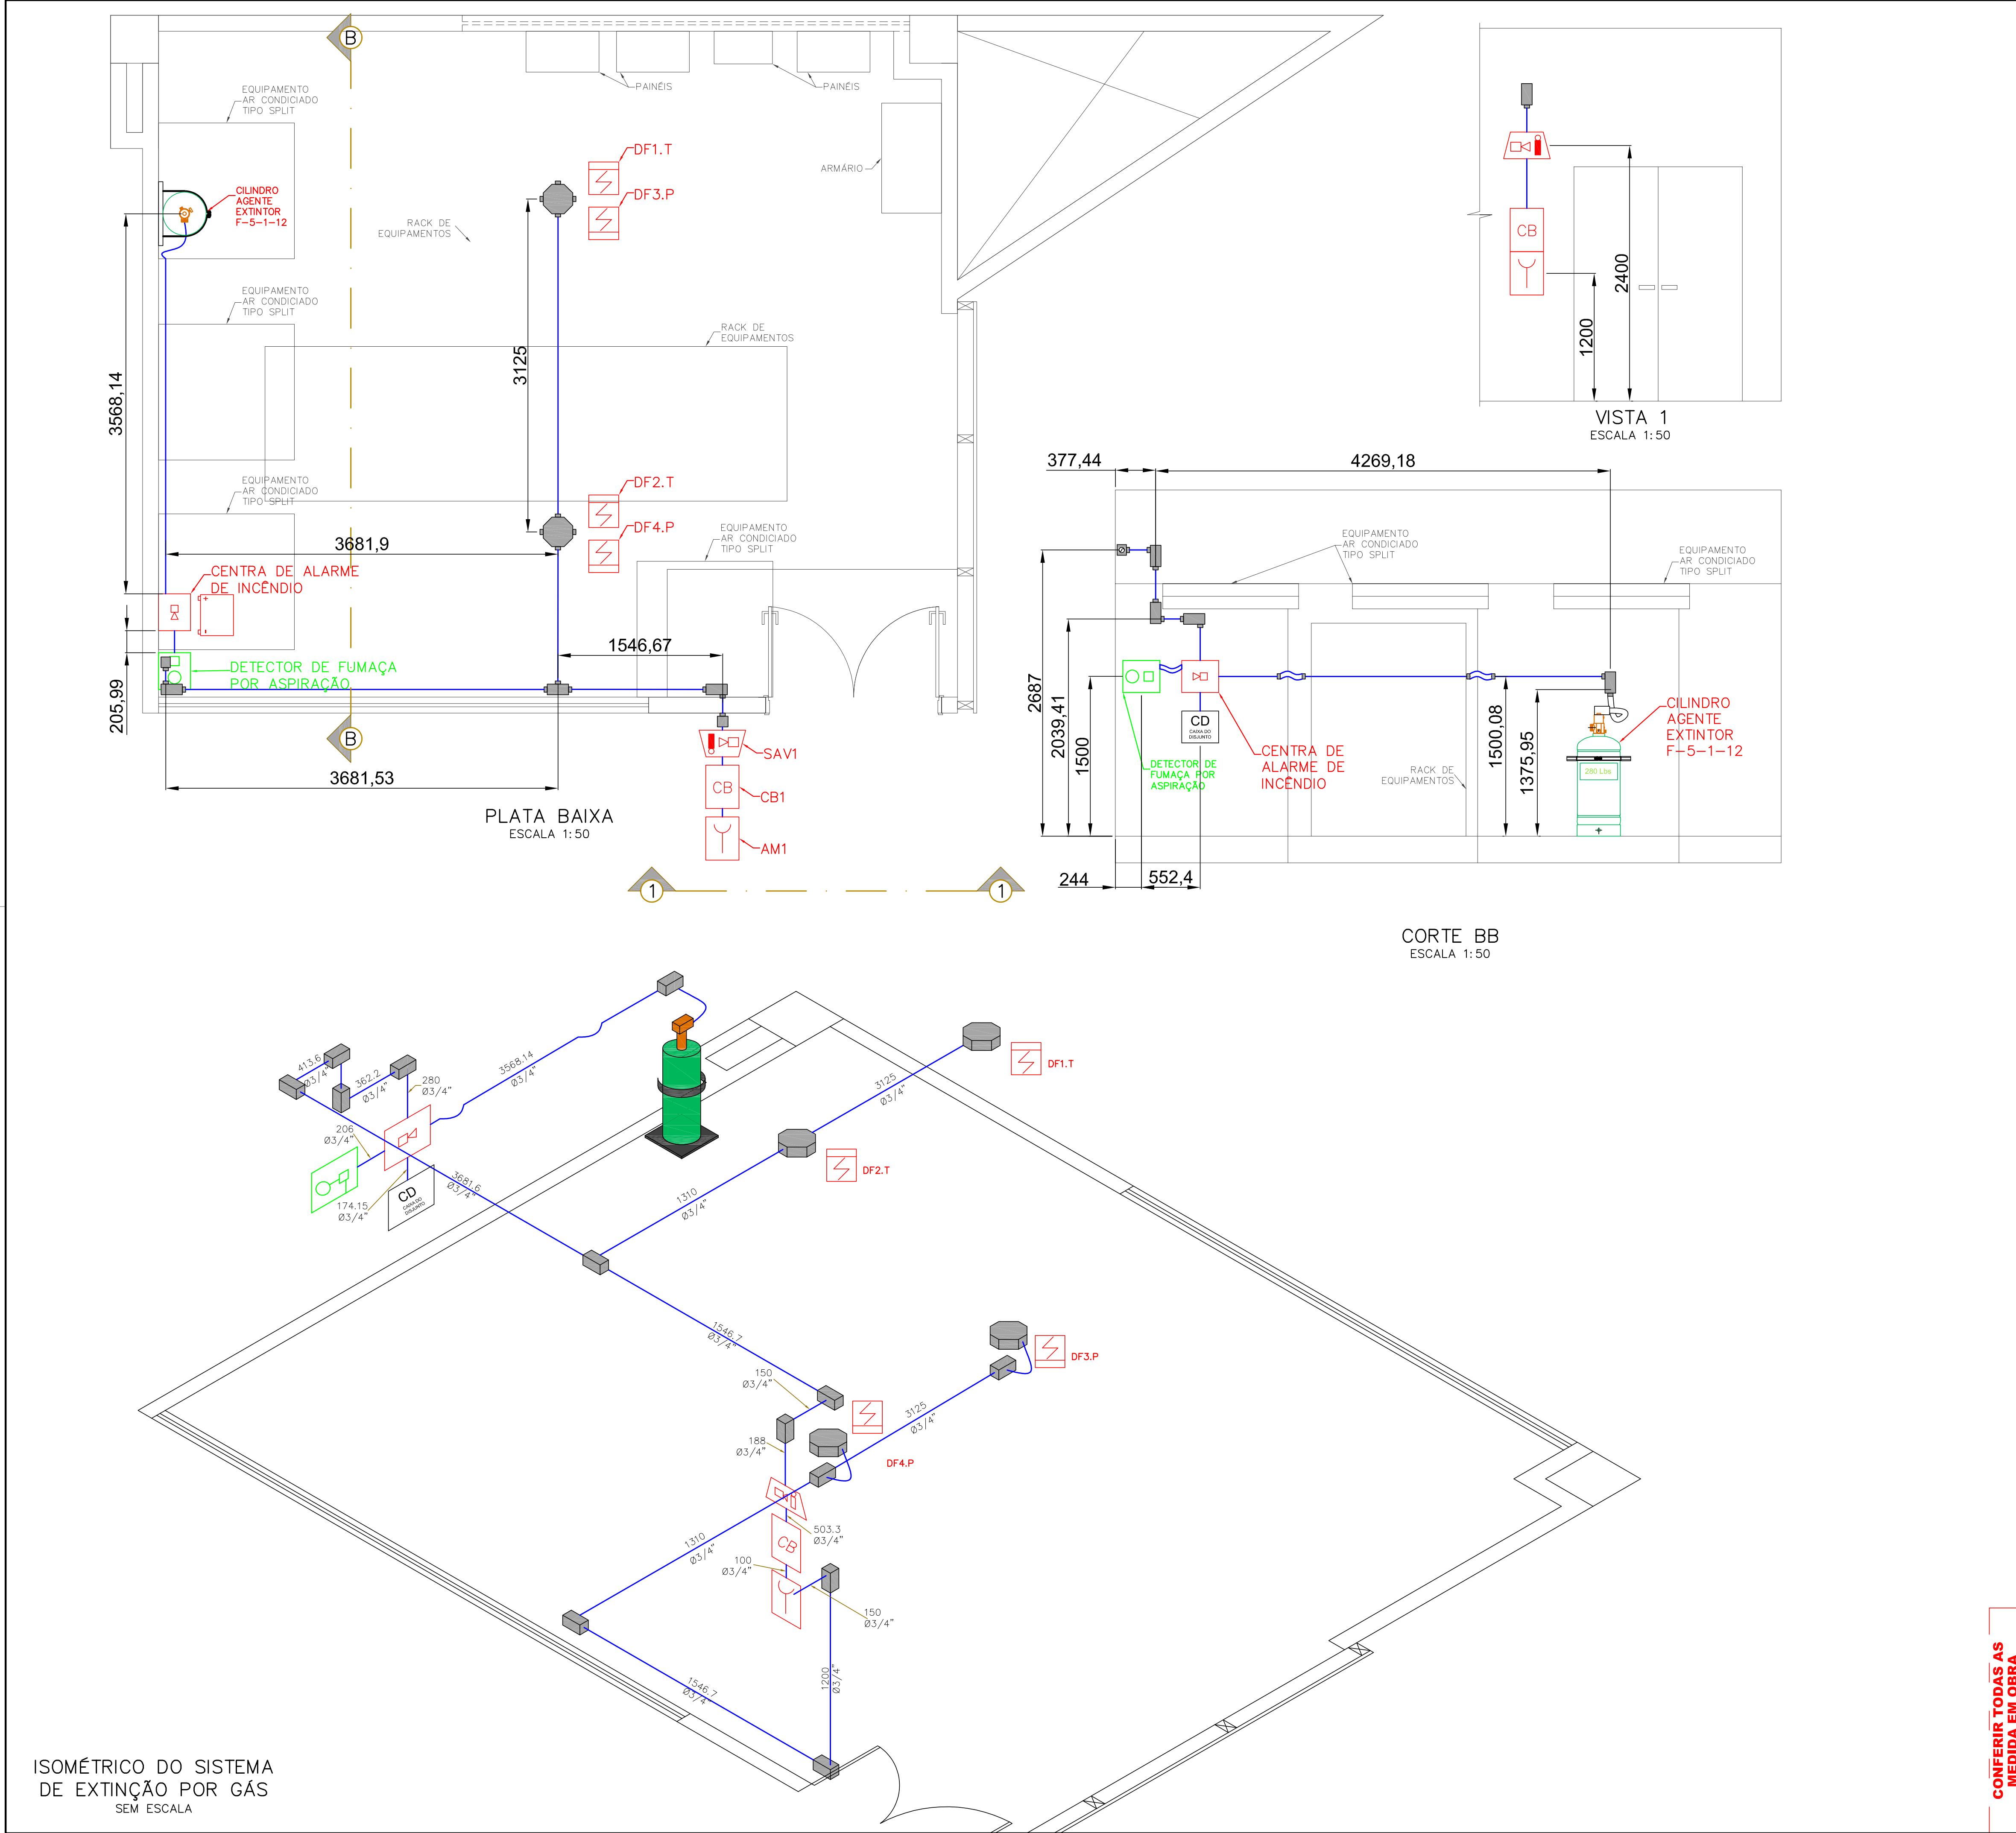 B
EQUIPAMENTO
AR CONDICIADO
TIPO SPLIT
PAINÉIS
PAINÉIS
DF1.T
DF3.P
ARMÁRIO
CILINDRO
AGENTE
EXTINTOR
F-5-1-12
RACK DE
EQUIPAMENTOS
3568,14
3125
EQUIPAMENTO
AR CONDICIADO
TIPO SPLIT
RACK DE
EQUIPAMENTOS
EQUIPAMENTO
AR CONDICIADO
TIPO SPLIT
DF2.T
DF4.P
EQUIPAMENTO
AR CONDICIADO
TIPO SPLIT
3681,9
CENTRA DE ALARME
DE INCÊNDIO
+
-
1546,67
DETECTOR DE FUMAÇA
POR ASPIRAÇÃO
205,99
B
3681,53
SAV1
CB
CB1
AM1
PLATA BAIXA
ESCALA 1:50
1
1
CB
2400
1200
VISTA 1
ESCALA 1:50
377,44
4269,18
EQUIPAMENTO
AR CONDICIADO
TIPO SPLIT
EQUIPAMENTO
AR CONDICIADO
TIPO SPLIT
2687
2039,41
1500
CD
CAIXA DO
DISJUNTO
DETECTOR DE
FUMAÇA POR
ASPIRAÇÃO
CENTRA DE
ALARME DE
INCÊNDIO
RACK DE
EQUIPAMENTOS
1500,08
1375,95
280 Lbs
CILINDRO
AGENTE
EXTINTOR
F-5-1-12
244
552,4
CORTE BB
ESCALA 1:50
413.6
Ø3/4"
362.2
Ø3/4"
280
Ø3/4"
3568.14
Ø3/4"
3125
Ø3/4"
DF1.T
206
Ø3/4"
174.15
Ø3/4"
CD
CAIXA DO
DISJUNTO
3681.6
Ø3/4"
1310
Ø3/4"
DF2.T
1546.7
Ø3/4"
150
Ø3/4"
188
Ø3/4"
3125
Ø3/4"
DF3.P
DF4.P
503.3
Ø3/4"
CB
100
Ø3/4"
150
Ø3/4"
1310
Ø3/4"
1200
Ø3/4"
1546.7
Ø3/4"
ISOMÉTRICO DO SISTEMA
DE EXTINÇÃO POR GÁS
SEM ESCALA
CONFERIR TODAS AS
MEDIDA EM OBRA